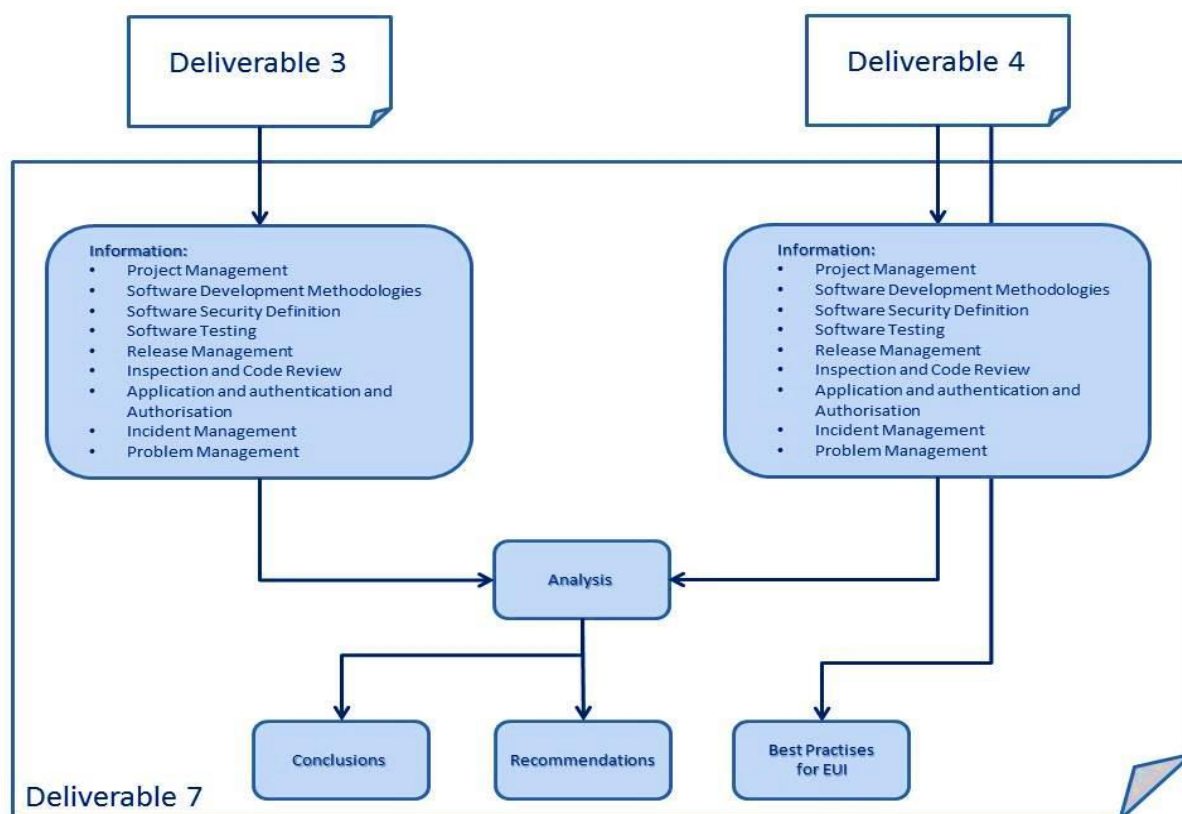 Deliverable 3
Deliverable 4
Information:
• Project Management
• Software Development Methodologies
• Software Security Definition
• Software Testing
• Release Management
• Inspection and Code Review
• Application and authentication and
Authorisation
• Incident Management
• Problem Management
Information:
• Project Management
• Software Development Methodologies
• Software Security Definition
• Software Testing
• Release Management
• Inspection and Code Review
• Application and authentication and
Authorisation
• Incident Management
• Problem Management
Analysis
Conclusions
Recommendations
Best Practises
for EUI
Deliverable 7